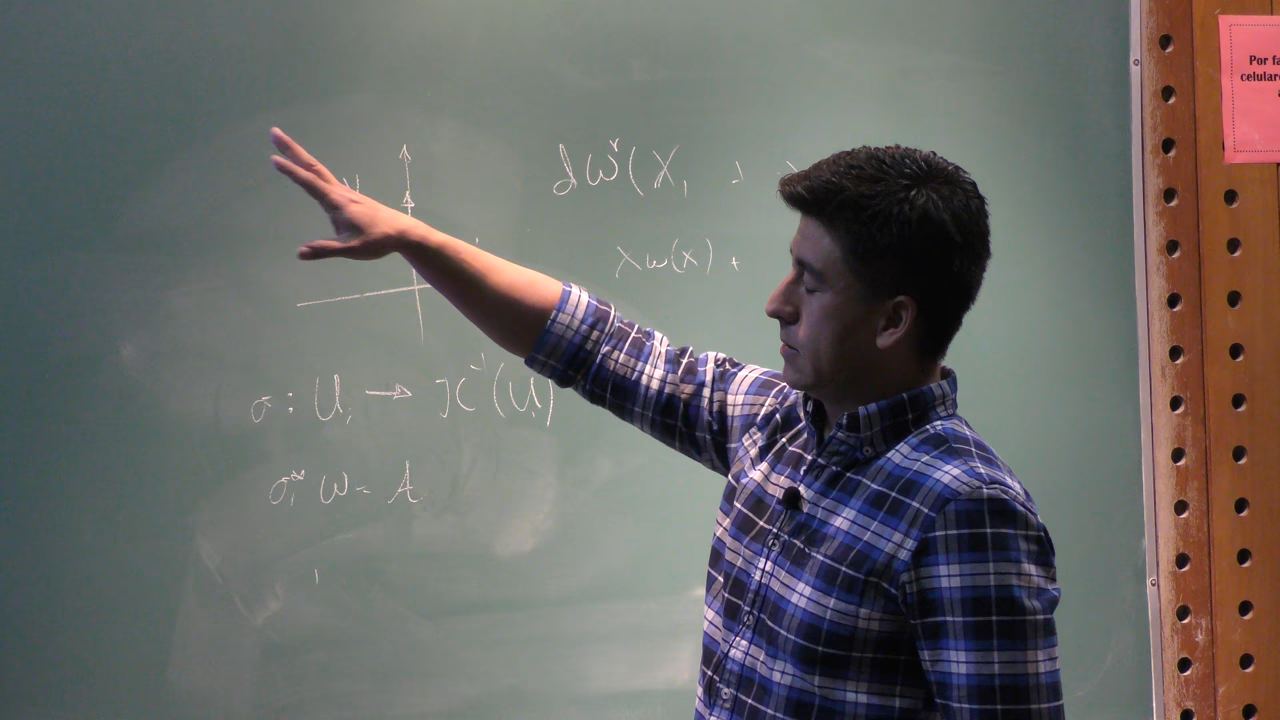 Por fa
celular
a
dω^r(X, , )
Xω(X) +
σ: U_i → π^{-1}(U_i)
σ_i^* ω = A